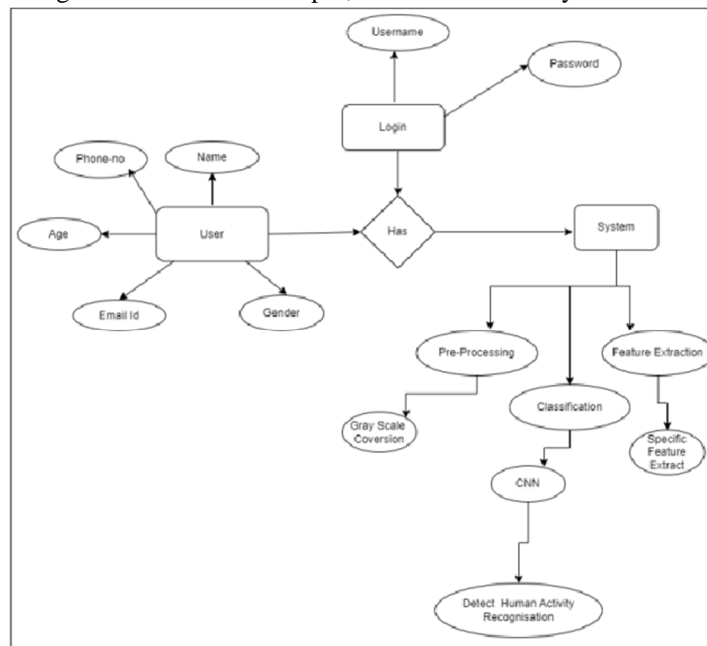 Username
Password
Login
Phone-no
Name
Age
User
Has
System
Email Id
Gender
Pre-Processing
Feature Extraction
Classification
Gray Scale
Coversion
Specific
Feature
Extract
CNN
Detect Human Activity
Recognisation